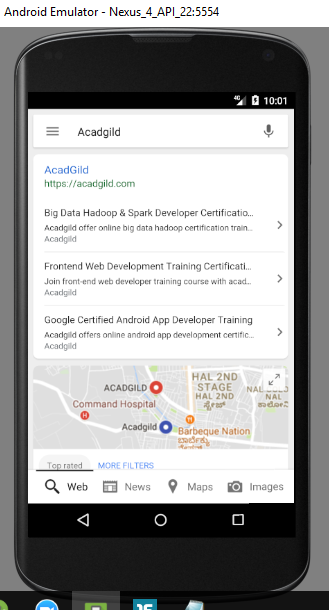 Android Emulator - Nexus_4_API_22:5554
4G 10:01
Acadgild
AcadGild
https://acadgild.com
Big Data Hadoop & Spark Developer Certificatio...
Acadgild offer online big data hadoop certification train...
Acadgild
Frontend Web Development Training Certificati...
Join front-end web developer training course with acad...
Acadgild
Google Certified Android App Developer Training
Acadgild offers online android app development certific...
Acadgild
HAL 2ND
STAGE
HAL 2ND
ACADGILD
Command Hospital
H
Acadgild
Barbeque Nation
Top rated
MORE FILTERS
Web
News
Maps
Images